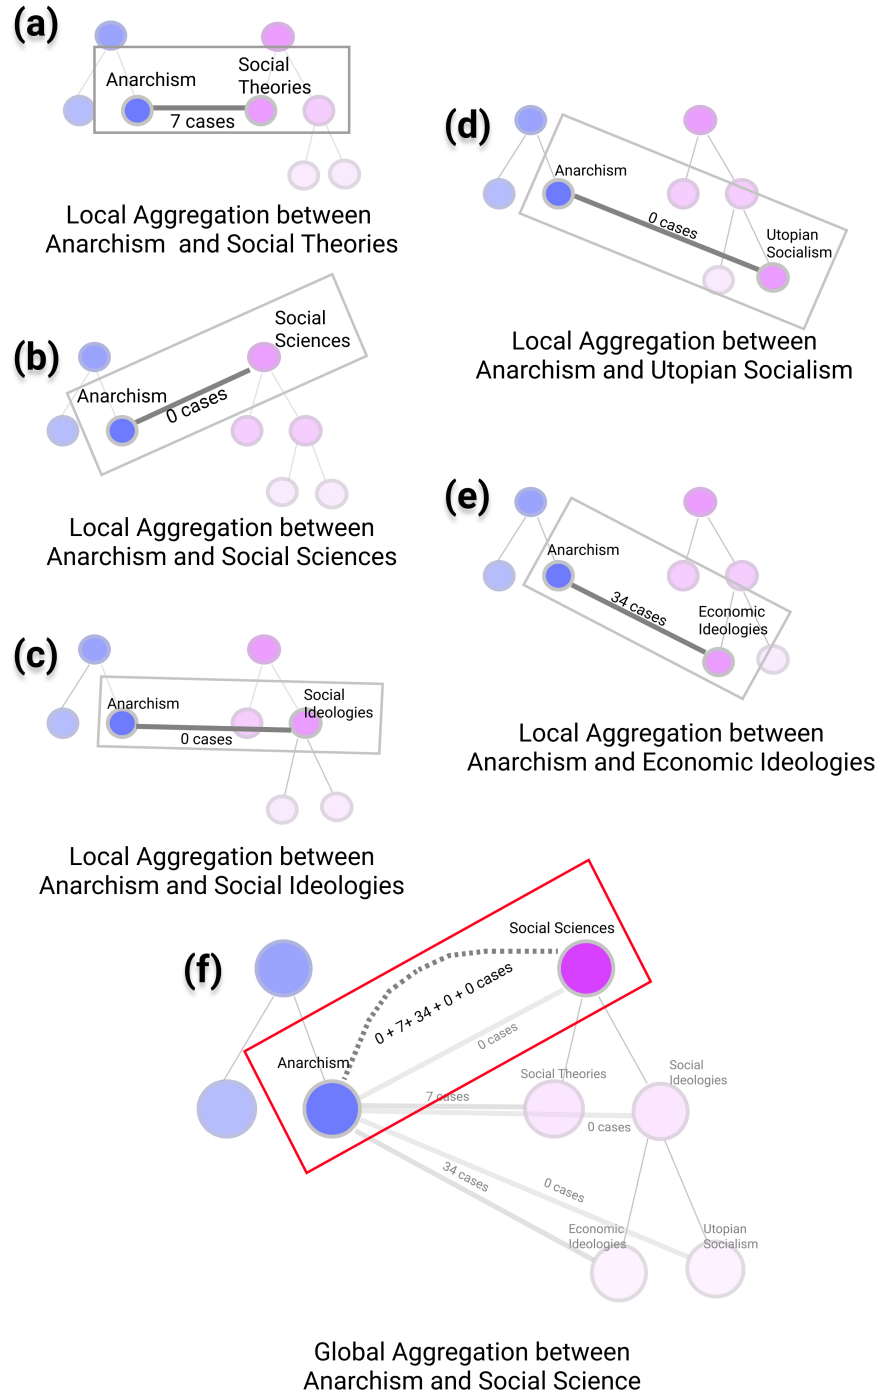 (a)
Anarchism
Social
Theories
7 cases
Local Aggregation between
Anarchism and Social Theories
(b)
Social
Sciences
Anarchism
0 cases
Local Aggregation between
Anarchism and Social Sciences
(c)
Anarchism
Social
Ideologies
0 cases
Local Aggregation between
Anarchism and Social Ideologies
(d)
Anarchism
0 cases
Utopian
Socialism
Local Aggregation between
Anarchism and Utopian Socialism
(e)
Anarchism
34 cases
Economic
Ideologies
Local Aggregation between
Anarchism and Economic Ideologies
(f)
Social Sciences
0 + 7+ 34 + 0 + 0 cases
0 cases
Anarchism
Social Theories
Social
Ideologies
7 cases
0 cases
34 cases
0 cases
Economic
Ideologies
Utopian
Socialism
Global Aggregation between
Anarchism and Social Science